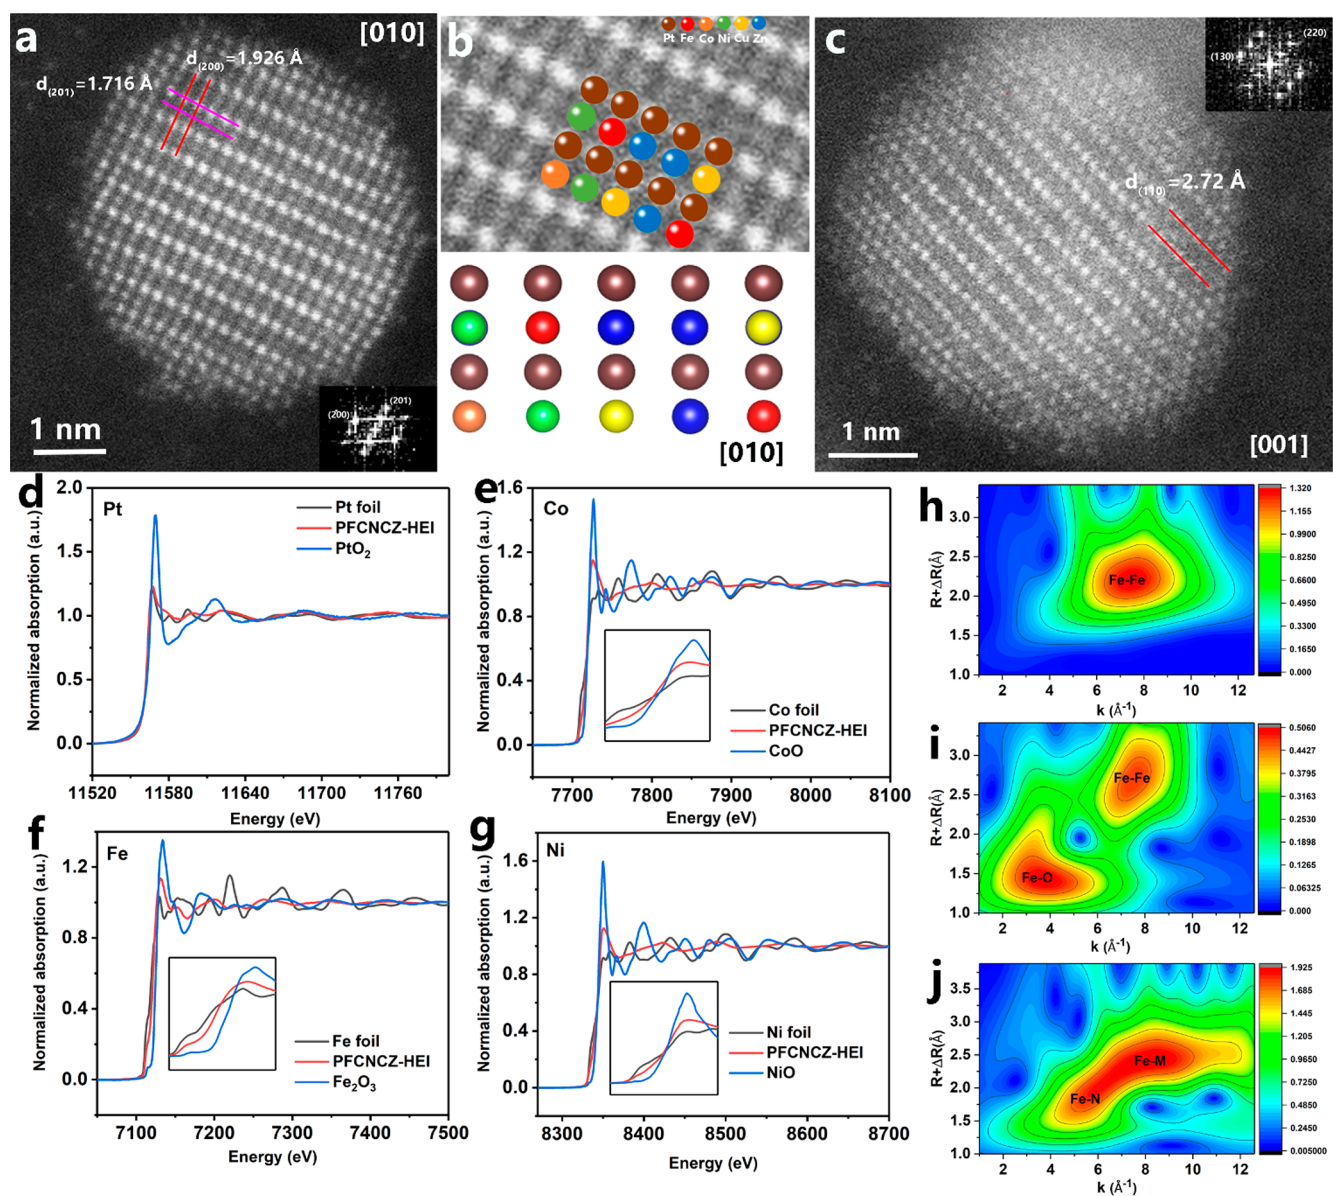 a
[010]
d(200)=1.926 Å
d(201)=1.716 Å
(200)
(201)
1 nm
b
Pt Fe Co Ni Cu Zn
[010]
c
(220)
(130)
d(110)=2.72 Å
1 nm
[001]
d
Pt
Pt foil
PFCNCZ-HEI
PtO2
Normalized absorption (a.u.)
2.0
1.5
1.0
0.5
0.0
11520 11580 11640 11700 11760
Energy (eV)
e
Co
Co foil
PFCNCZ-HEI
CoO
Normalized absorption (a.u.)
1.6
1.2
0.8
0.4
0.0
7700 7800 7900 8000 8100
Energy (eV)
f
Fe
Fe foil
PFCNCZ-HEI
Fe2O3
Normalized absorption (a.u.)
1.2
0.8
0.4
0.0
7100 7200 7300 7400 7500
Energy (eV)
g
Ni
Ni foil
PFCNCZ-HEI
NiO
Normalized absorption (a.u.)
1.6
1.2
0.8
0.4
0.0
8300 8400 8500 8600 8700
Energy (eV)
h
Fe-Fe
R+ΔR(Å)
3.0
2.5
2.0
1.5
1.0
2 4 6 8 10 12
k (Å-1)
1.320
1.155
0.9900
0.8250
0.6600
0.4950
0.3300
0.1650
0.000
i
Fe-Fe
Fe-O
R+ΔR(Å)
3.0
2.5
2.0
1.5
1.0
2 4 6 8 10 12
k (Å-1)
0.5060
0.4427
0.3795
0.3163
0.2530
0.1898
0.1265
0.06325
0.000
j
Fe-M
Fe-N
R+ΔR(Å)
3.5
3.0
2.5
2.0
1.5
1.0
2 4 6 8 10 12
k (Å-1)
1.925
1.685
1.445
1.205
0.9650
0.7250
0.4850
0.2450
0.005000